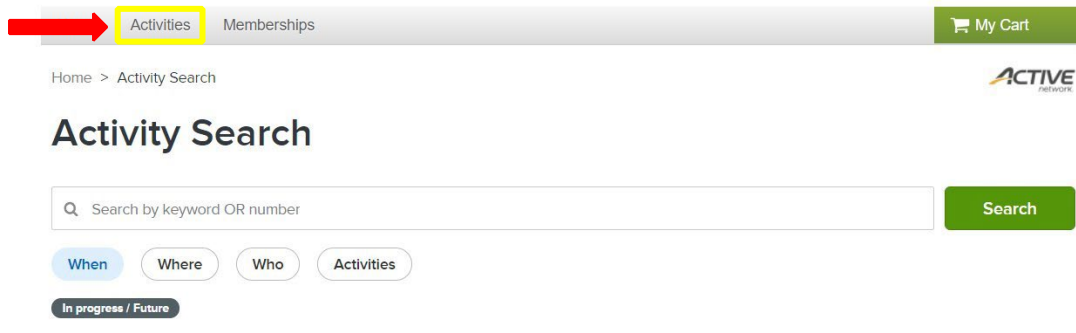 Activities Memberships My Cart
Home > Activity Search
ACTIVE
network
Activity Search
Search by keyword OR number Search
When Where Who Activities
In progress / Future